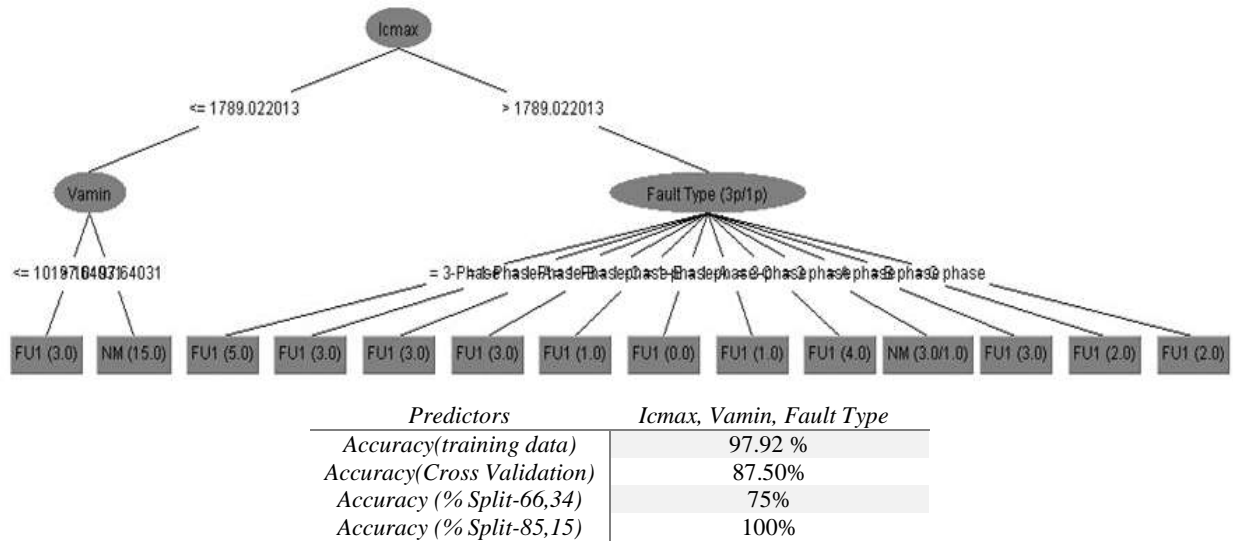 Icmax
<= 1789.022013
> 1789.022013
Vamin
Fault Type (3p/1p)
= 3-Phase
phase
FU1 (3.0)
NM (15.0)
FU1 (5.0)
FU1 (3.0)
FU1 (3.0)
FU1 (3.0)
FU1 (1.0)
FU1 (0.0)
FU1 (1.0)
FU1 (4.0)
NM (3.0/1.0)
FU1 (3.0)
FU1 (2.0)
FU1 (2.0)
Predictors Icmax, Vamin, Fault Type
Accuracy(training data) 97.92 %
Accuracy(Cross Validation) 87.50%
Accuracy (% Split-66,34) 75%
Accuracy (% Split-85,15) 100%